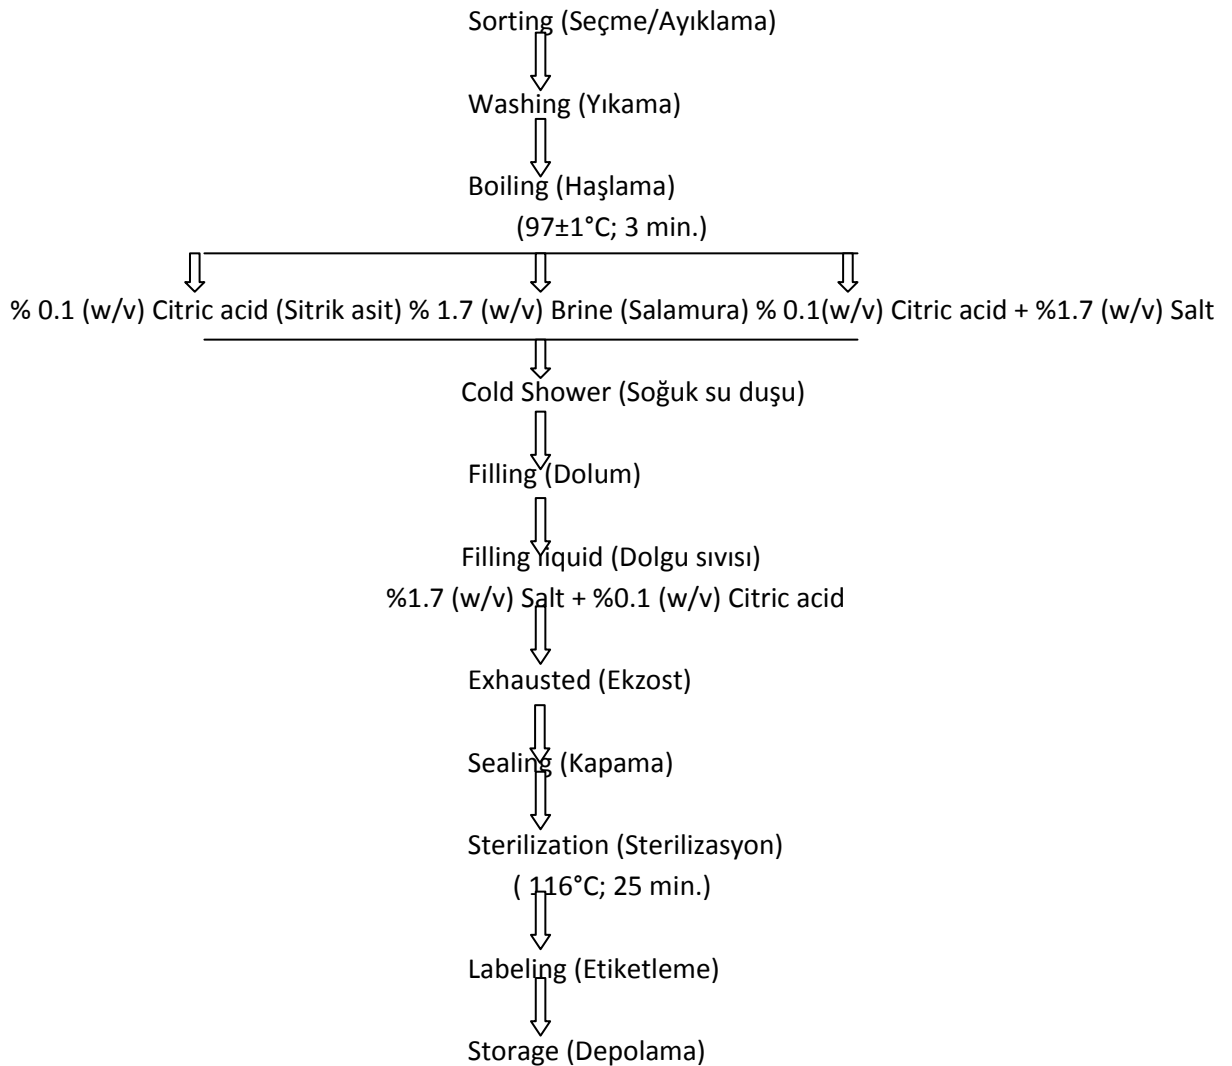 Sorting (Seçme/Ayıklama)
Washing (Yıkama)
Boiling (Haşlama)
(97±1°C; 3 min.)
% 0.1 (w/v) Citric acid (Sitrik asit) % 1.7 (w/v) Brine (Salamura) % 0.1(w/v) Citric acid + %1.7 (w/v) Salt
Cold Shower (Soğuk su duşu)
Filling (Dolum)
Filling liquid (Dolgu sıvısı)
%1.7 (w/v) Salt + %0.1 (w/v) Citric acid
Exhausted (Ekzost)
Sealing (Kapama)
Sterilization (Sterilizasyon)
( 116°C; 25 min.)
Labeling (Etiketleme)
Storage (Depolama)